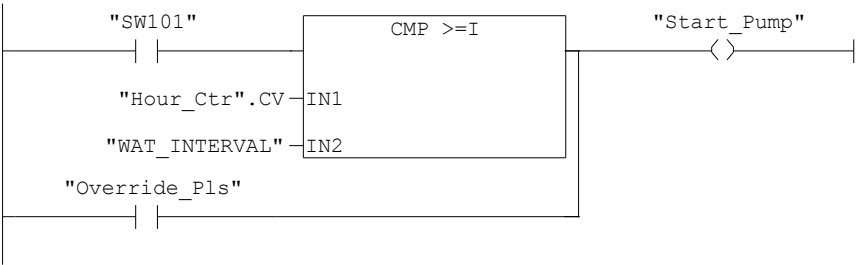 "SW101"
CMP >=I
"Start_Pump"
"Hour_Ctr".CV
IN1
"WAT_INTERVAL"
IN2
"Override_Pls"